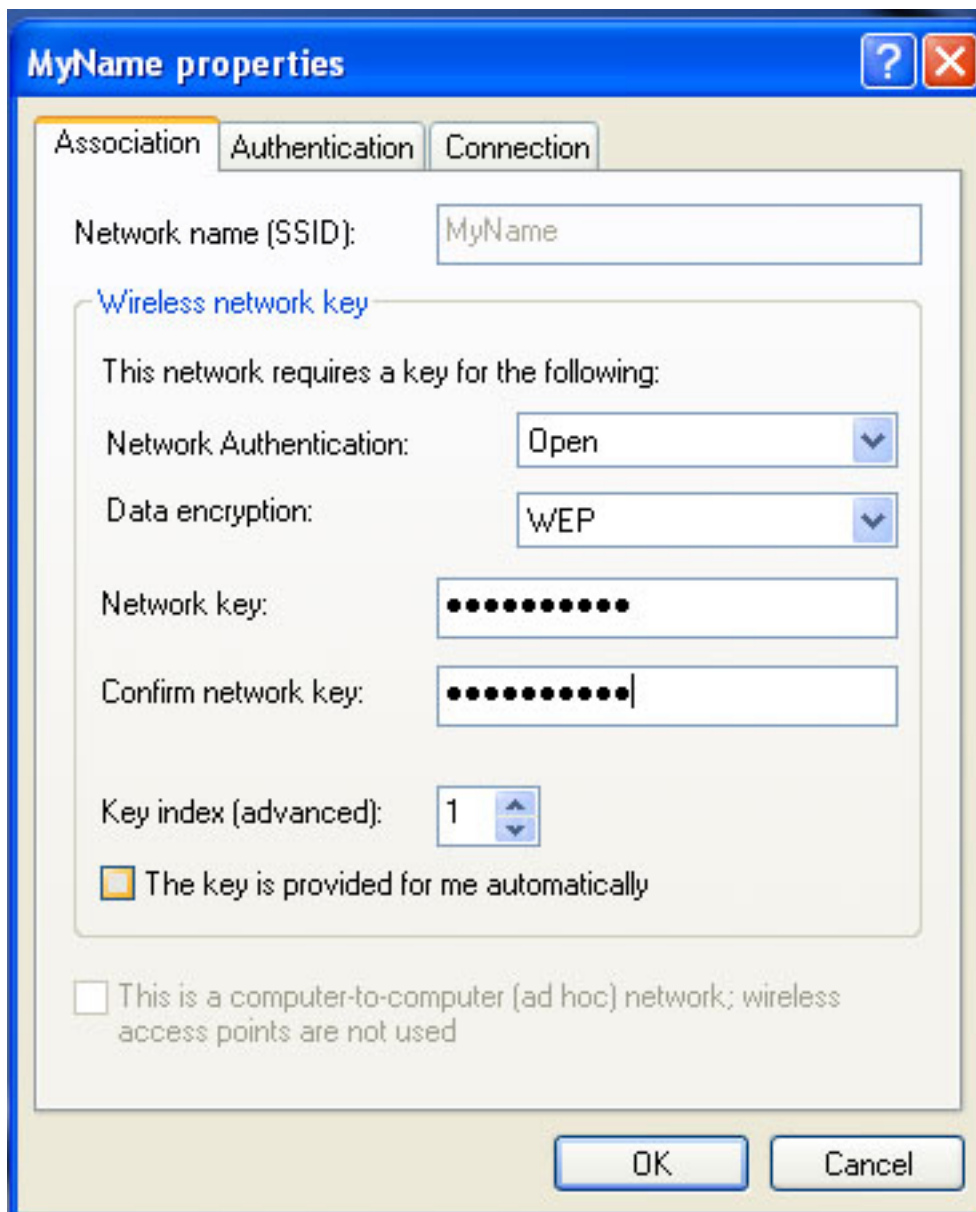 MyName properties
Association Authentication Connection
Network name (SSID): MyName
Wireless network key
This network requires a key for the following:
Network Authentication: Open
Data encryption: WEP
Network key: ••••••••••
Confirm network key: ••••••••••
Key index (advanced): 1
The key is provided for me automatically
This is a computer-to-computer (ad hoc) network; wireless
access points are not used
OK Cancel